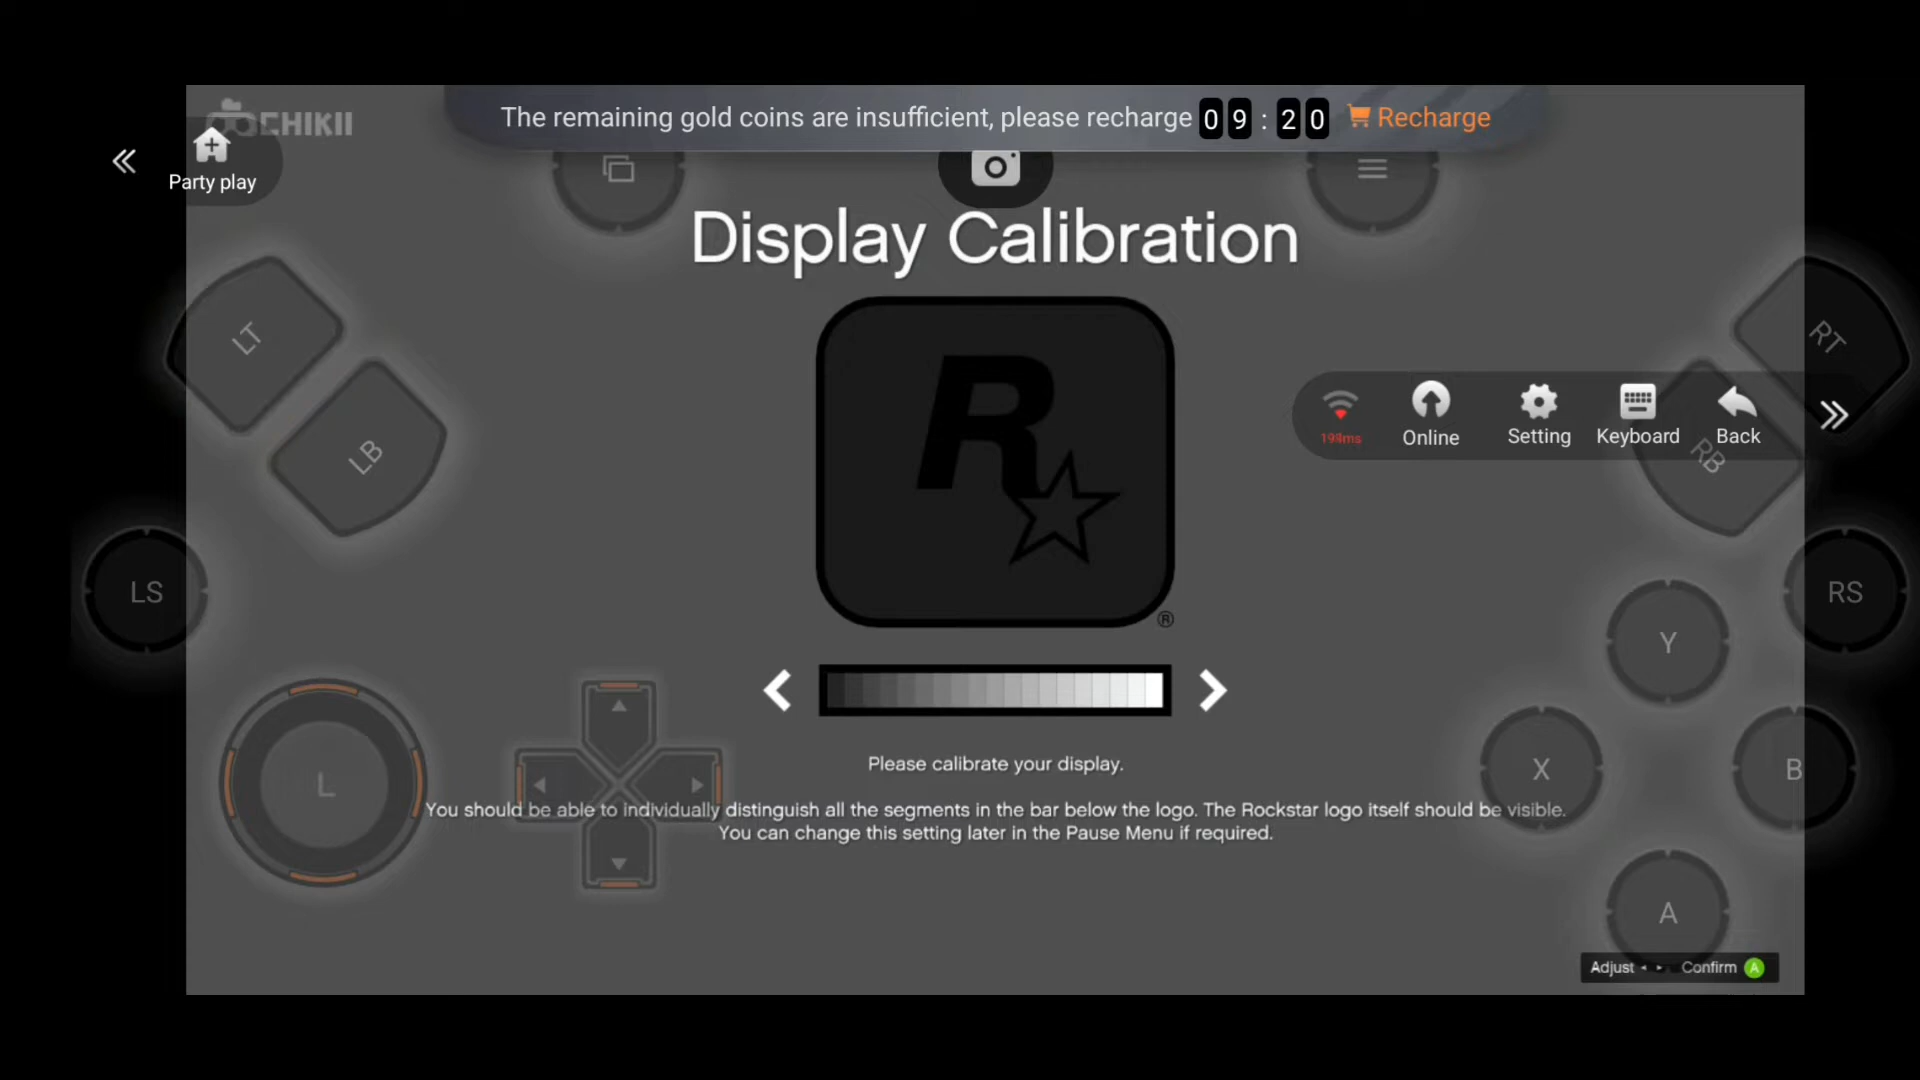 CHIKII
The remaining gold coins are insufficient, please recharge 09:20 Recharge
Party play
Display Calibration
LT
RT
LB
RB
R
®
Online
Setting
Keyboard
Back
LS
RS
Y
X
B
L
A
Please calibrate your display.
You should be able to individually distinguish all the segments in the bar below the logo. The Rockstar logo itself should be visible.
You can change this setting later in the Pause Menu if required.
Adjust Confirm A